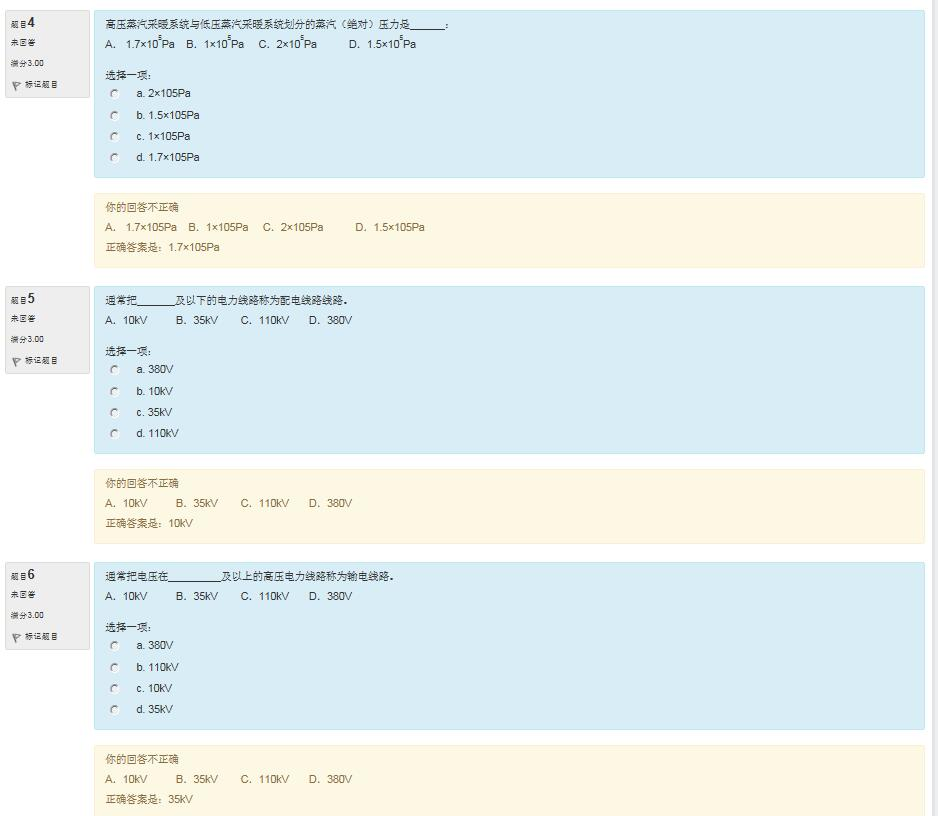 题目4
未回答
满分3.00
标记题目
高压蒸汽采暖系统与低压蒸汽采暖系统划分的蒸汽（绝对）压力是______：
A． 1.7×10⁵Pa B．1×10⁵Pa C．2×10⁵Pa D．1.5×10⁵Pa
选择一项：
a. 2×105Pa
b. 1.5×105Pa
c. 1×105Pa
d. 1.7×105Pa
你的回答不正确
A． 1.7×105Pa B．1×105Pa C．2×105Pa D．1.5×105Pa
正确答案是：1.7×105Pa
题目5
未回答
满分3.00
标记题目
通常把_______及以下的电力线路称为配电线路线路。
A．10kV B．35kV C．110kV D．380V
选择一项：
a. 380V
b. 10kV
c. 35kV
d. 110kV
你的回答不正确
A．10kV B．35kV C．110kV D．380V
正确答案是：10kV
题目6
未回答
满分3.00
标记题目
通常把电压在__________及以上的高压电力线路称为输电线路。
A．10kV B．35kV C．110kV D．380V
选择一项：
a. 380V
b. 110kV
c. 10kV
d. 35kV
你的回答不正确
A．10kV B．35kV C．110kV D．380V
正确答案是：35kV